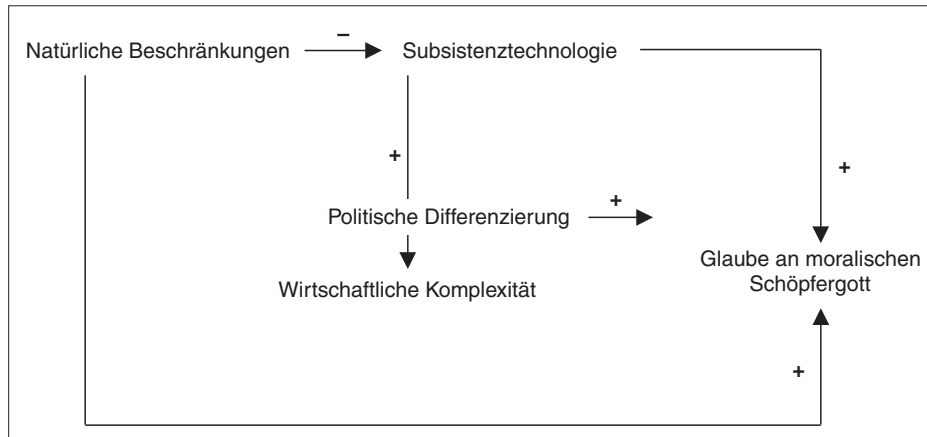 Natürliche Beschränkungen – Subsistenztechnologie
+
+
Politische Differenzierung +
Glaube an moralischen
Schöpfergott
Wirtschaftliche Komplexität
+